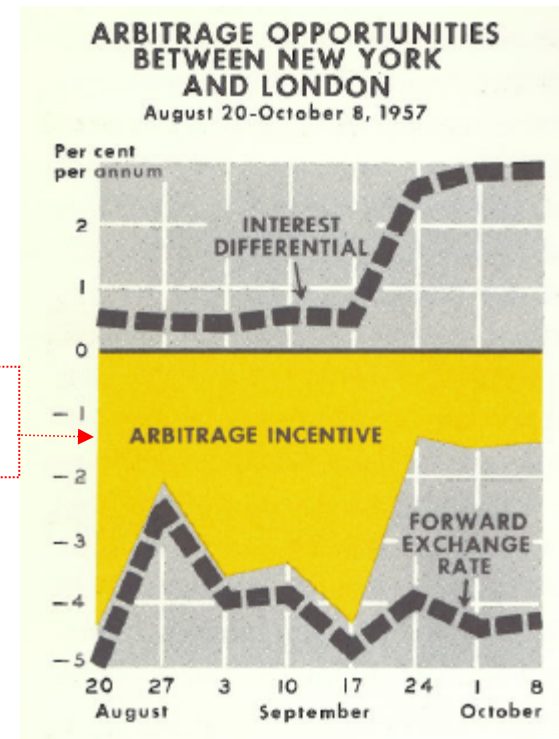 ARBITRAGE OPPORTUNITIES
BETWEEN NEW YORK
AND LONDON
August 20-October 8, 1957
Per cent
per annum
2
INTEREST
DIFFERENTIAL
1
0
– 1
ARBITRAGE INCENTIVE
– 2
– 3
FORWARD
EXCHANGE
RATE
– 4
– 5
20 27 3 10 17 24 1 8
August September October